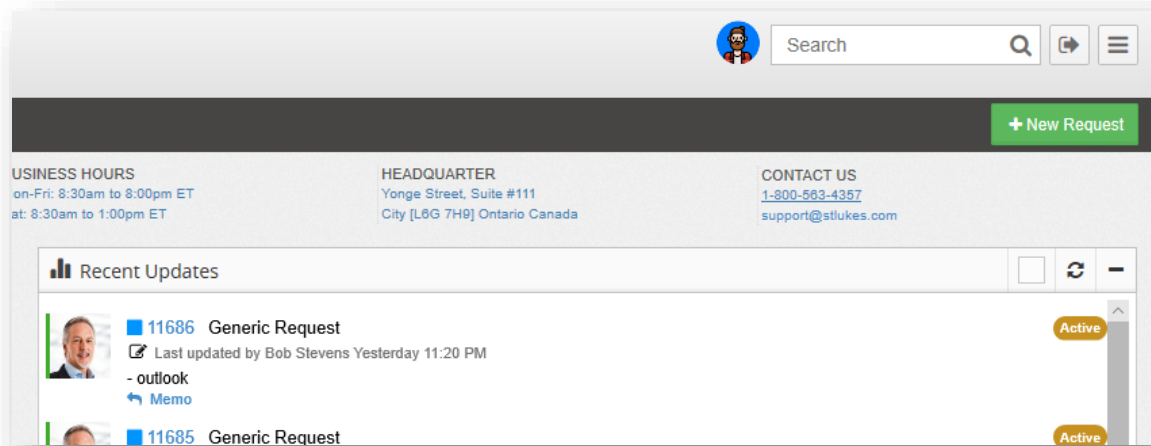 Search
+ New Request
USINESS HOURS
on-Fri: 8:30am to 8:00pm ET
at: 8:30am to 1:00pm ET
HEADQUARTER
Yonge Street, Suite #111
City [L6G 7H9] Ontario Canada
CONTACT US
1-800-563-4357
support@stlukes.com
Recent Updates
11686 Generic Request Active
Last updated by Bob Stevens Yesterday 11:20 PM
- outlook
Memo
11685 Generic Request Active